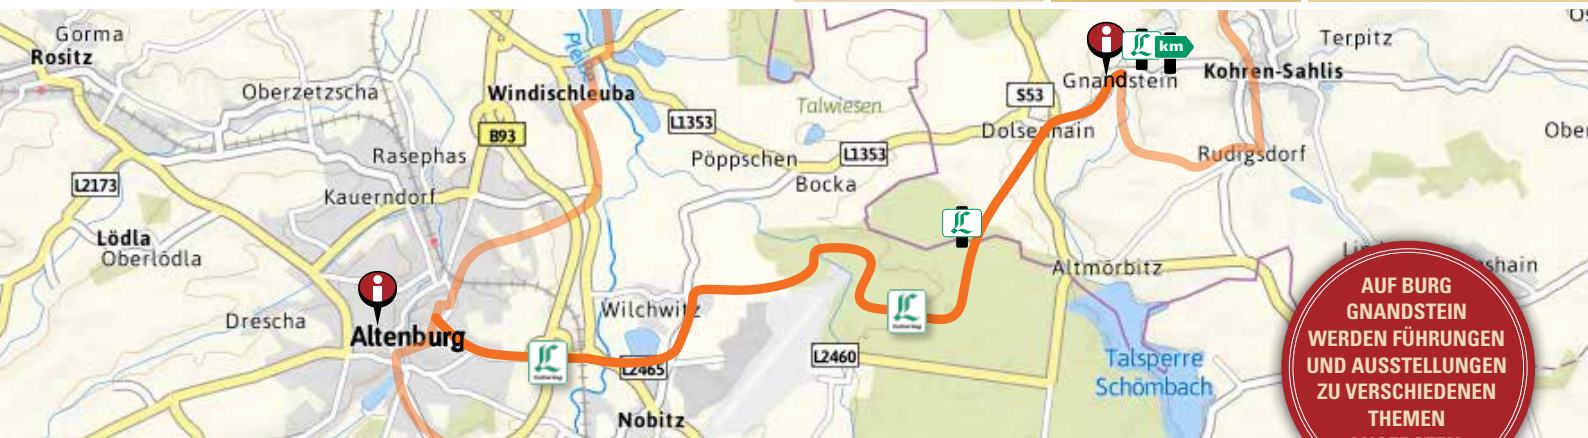 Gorma
Rositz
Oberzetzscha
Windischleuba
Pleiße
B93
L1353
Talwiesen
Terpitz
Kohren-Sahlis
km
Gnandstein
S53
Dolsenhain
Rüdigsdorf
L2173
Rasephas
Kauerndorf
Pöppschen
L1353
Bocka
Lödla
Oberlödla
Altmörbitz
Drescha
Altenburg
Wilchwitz
L2465
L2460
Nobitz
Talsperre
Schömbach
AUF BURG
GNANDSTEIN
WERDEN FÜHRUNGEN
UND AUSSTELLUNGEN
ZU VERSCHIEDENEN
THEMEN